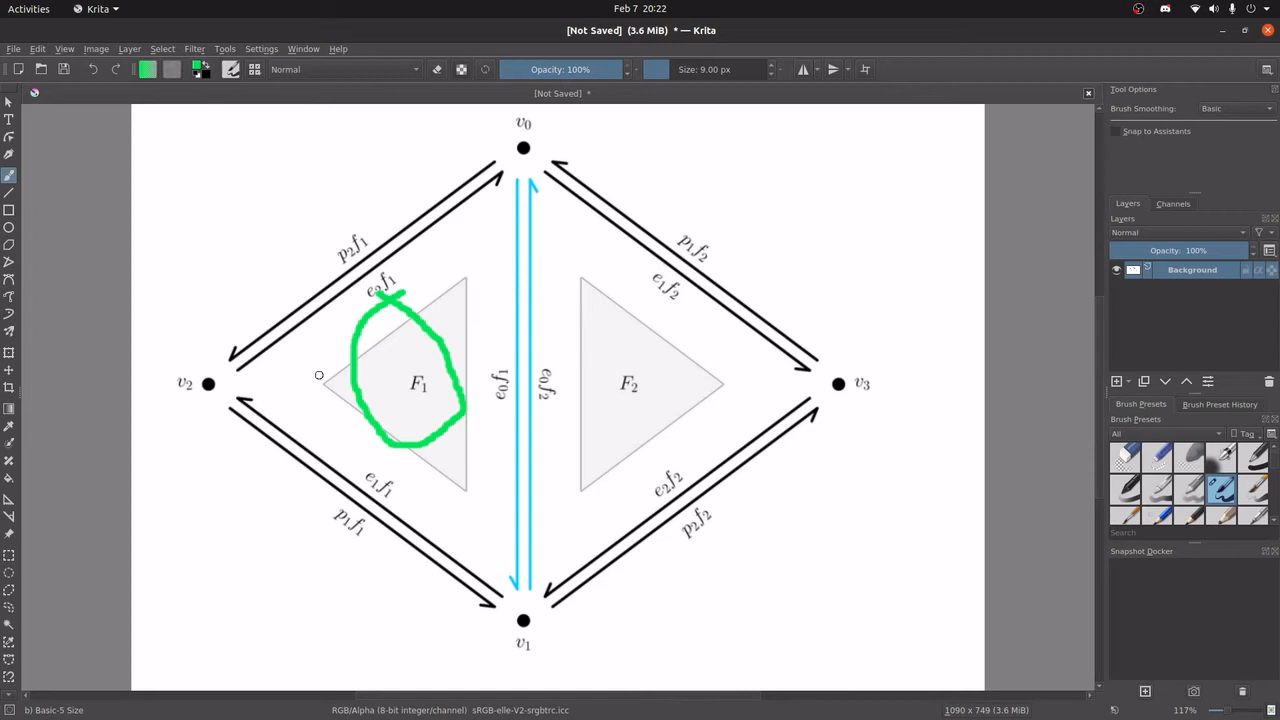 Activities Krita Feb 7 20:22
[Not Saved] (3.6 MiB) * — Krita
File Edit View Image Layer Select Filter Tools Settings Window Help
Normal Opacity: 100% Size: 9.00 px
[Not Saved] *
Tool Options
Brush Smoothing: Basic
Snap to Assistants
Layers Channels
Layers
Normal
Opacity: 100%
Background
Brush Presets Brush Preset History
Brush Presets
All Tag
Search
Snapshot Docker
v0
p2f1
e2f1
p1f2
e1f2
v2
F1
e0f1
e0f2
F2
v3
e1f1
p1f1
e2f2
p2f2
v1
b) Basic-5 Size RGB/Alpha (8-bit integer/channel) sRGB-elle-V2-srgbtrc.icc 1090 x 749 (3.6 MiB) 117%